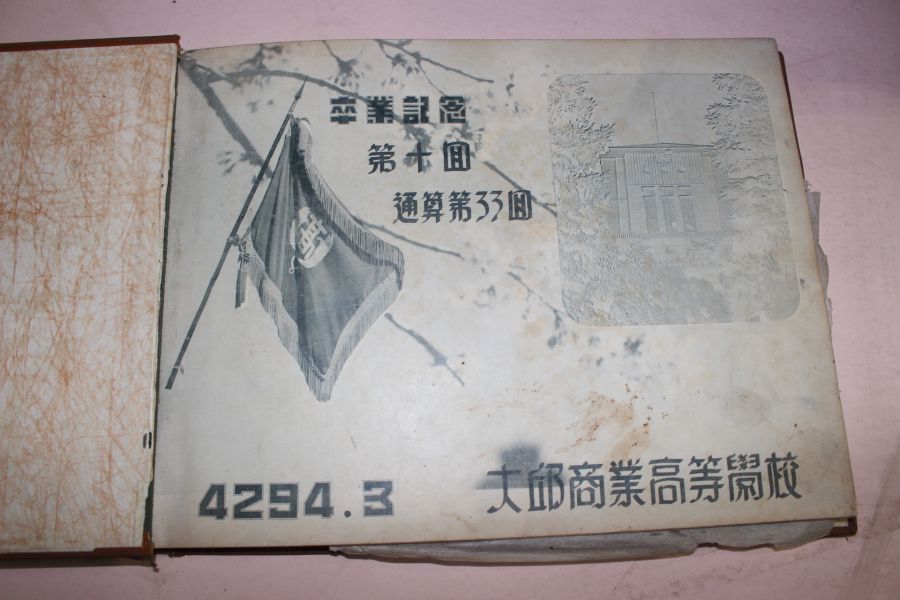 卒業記念
第十回
通算第33回
4294.3
大邱商業高等學校